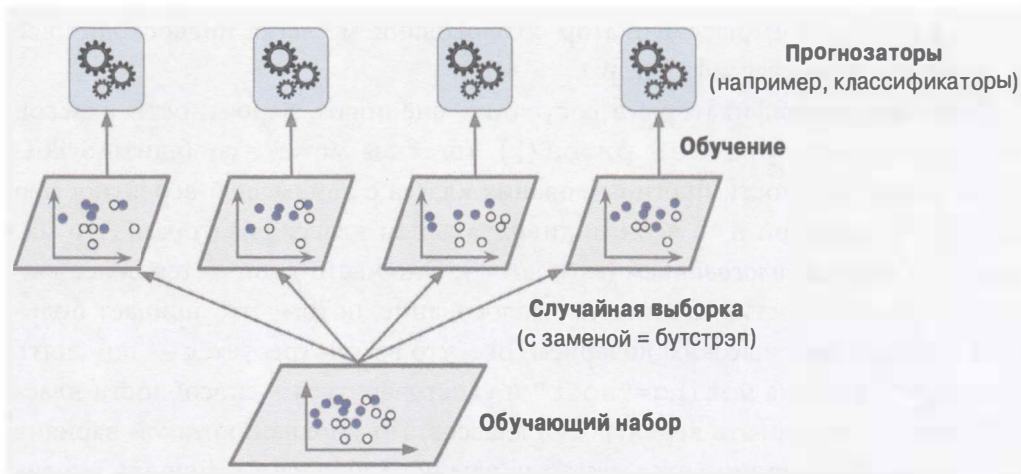 Прогнозаторы
(например, классификаторы)
Обучение
Случайная выборка
(с заменой = бутстрэп)
Обучающий набор